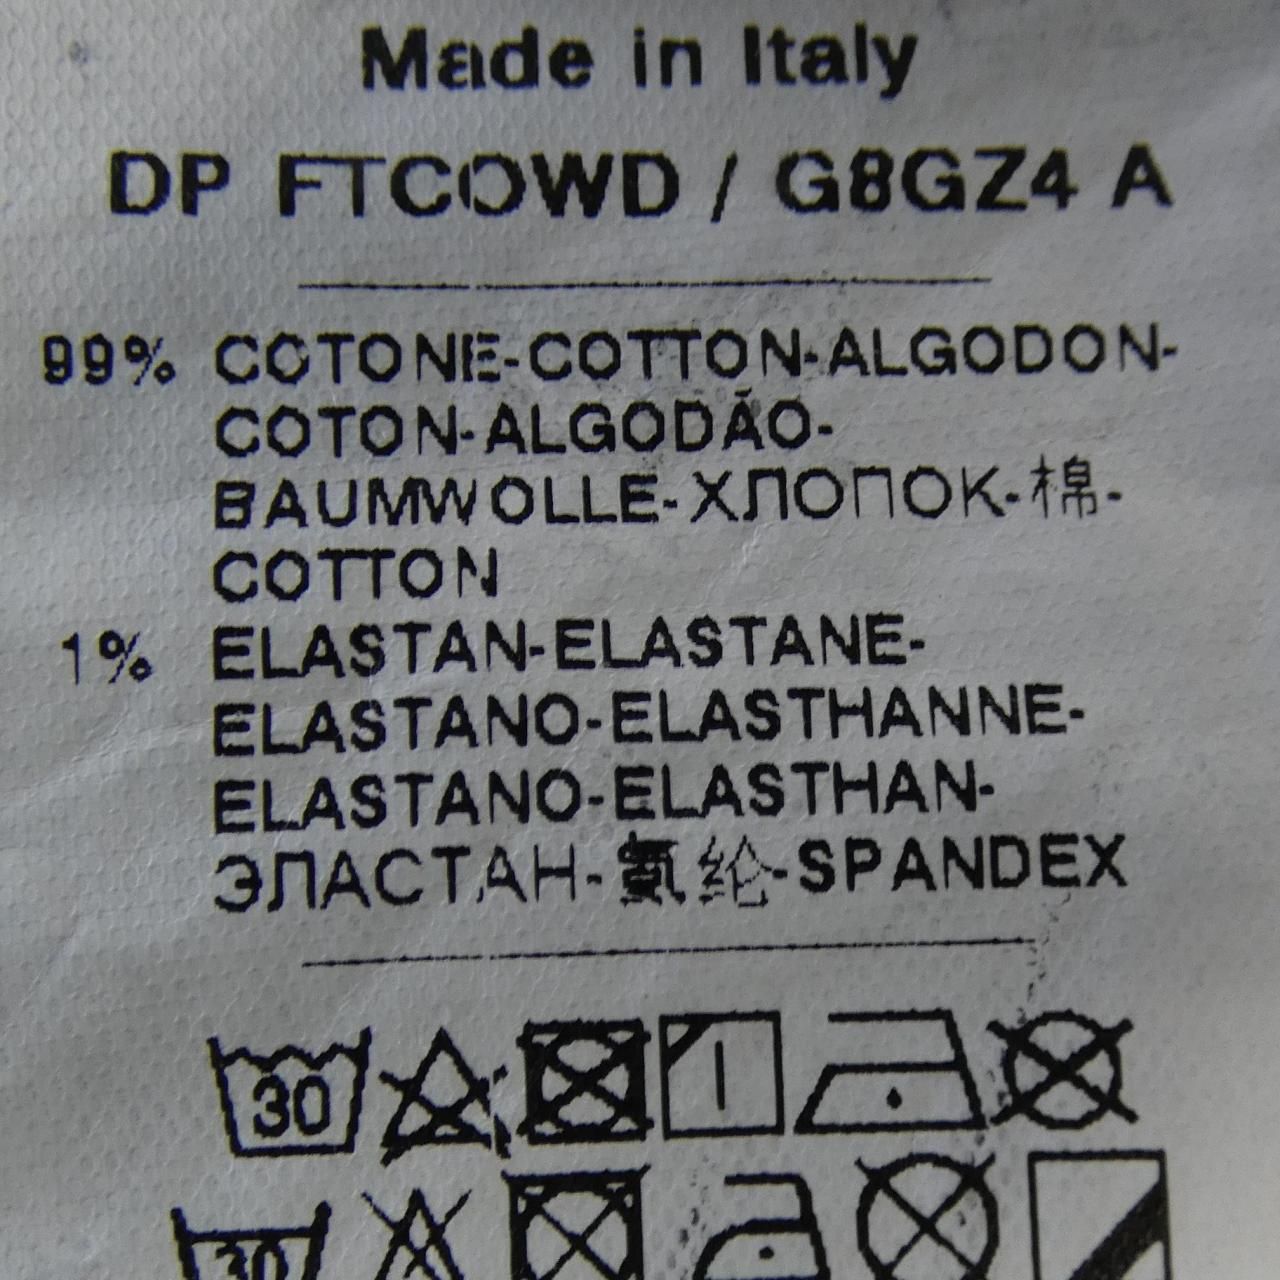 Made in Italy
DP FTCOWD / G8GZ4 A
99% COTONE-COTTON-ALGODON-
COTON-ALGODÃO-
BAUMWOLLE-ХЛОПОК-棉-
COTTON
1% ELASTAN-ELASTANE-
ELASTANO-ELASTHANNE-
ELASTANO-ELASTHAN-
ЭЛАСТАН-氨纶-SPANDEX
30
30